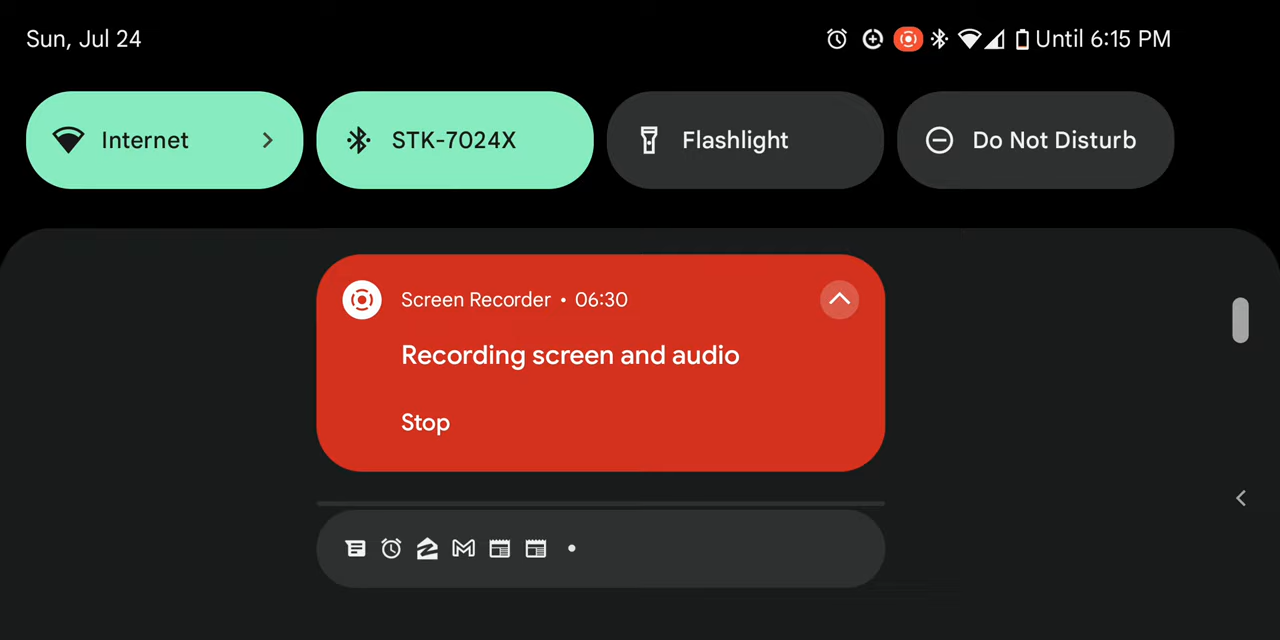 Sun, Jul 24
Until 6:15 PM
Internet
STK-7024X
Flashlight
Do Not Disturb
Screen Recorder • 06:30
Recording screen and audio
Stop